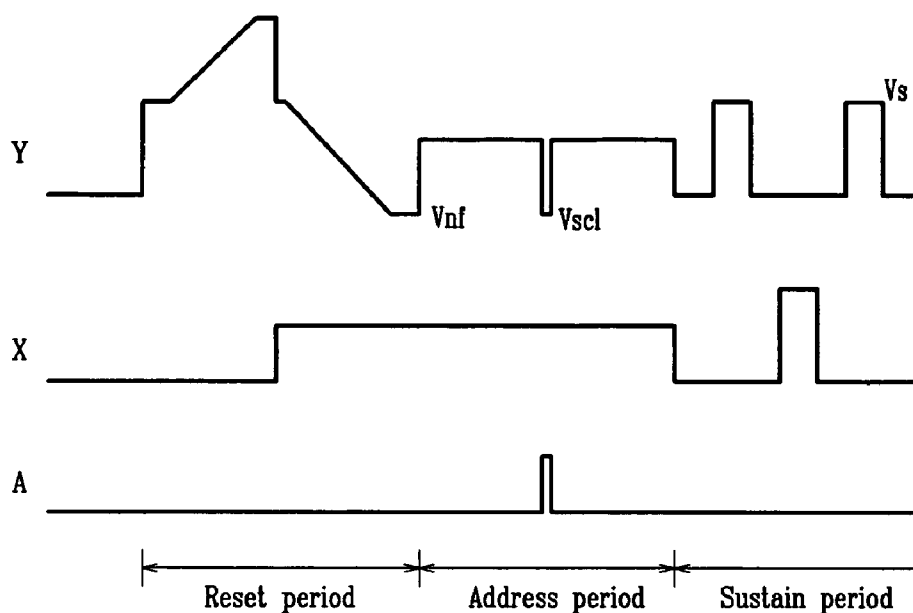 Vs
Y
Vnf
Vscl
X
A
Reset period
Address period
Sustain period